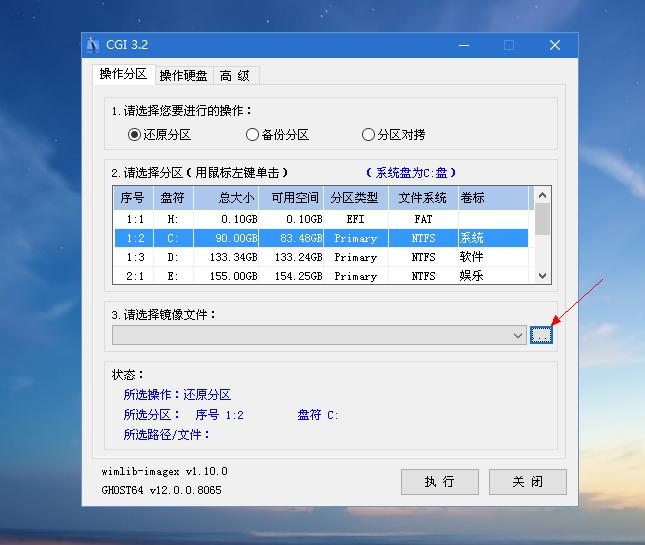 CGI 3.2
操作分区 操作硬盘 高 级
1.请选择您要进行的操作：
还原分区 备份分区 分区对拷
2.请选择分区（用鼠标左键单击） （系统盘为C:盘）
序号 盘符 总大小 可用空间 分区类型 文件系统 卷标
1:1 H: 0.10GB 0.10GB EFI FAT
1:2 C: 90.00GB 83.48GB Primary NTFS 系统
1:3 D: 133.34GB 133.24GB Primary NTFS 软件
2:1 E: 155.00GB 154.25GB Primary NTFS 娱乐
3.请选择镜像文件：
...
状态：
所选操作：还原分区
所选分区： 序号 1:2 盘符 C:
所选路径/文件：
wimlib-imagex v1.10.0
GHOST64 v12.0.0.8065
执 行 关 闭